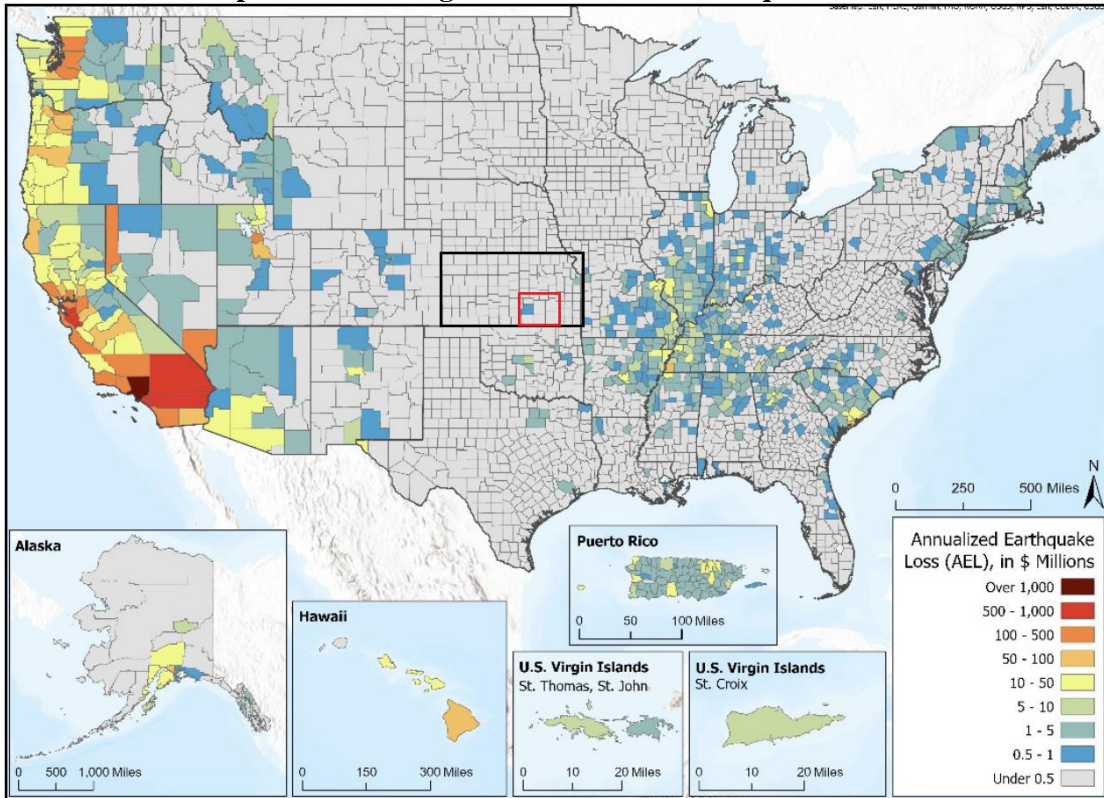 Alaska
0 500 1,000 Miles
Hawaii
0 150 300 Miles
Puerto Rico
0 50 100 Miles
U.S. Virgin Islands
St. Thomas, St. John
0 10 20 Miles
U.S. Virgin Islands
St. Croix
0 10 20 Miles
N
0 250 500 Miles
Annualized Earthquake
Loss (AEL), in $ Millions
Over 1,000
500 - 1,000
100 - 500
50 - 100
10 - 50
5 - 10
1 - 5
0.5 - 1
Under 0.5